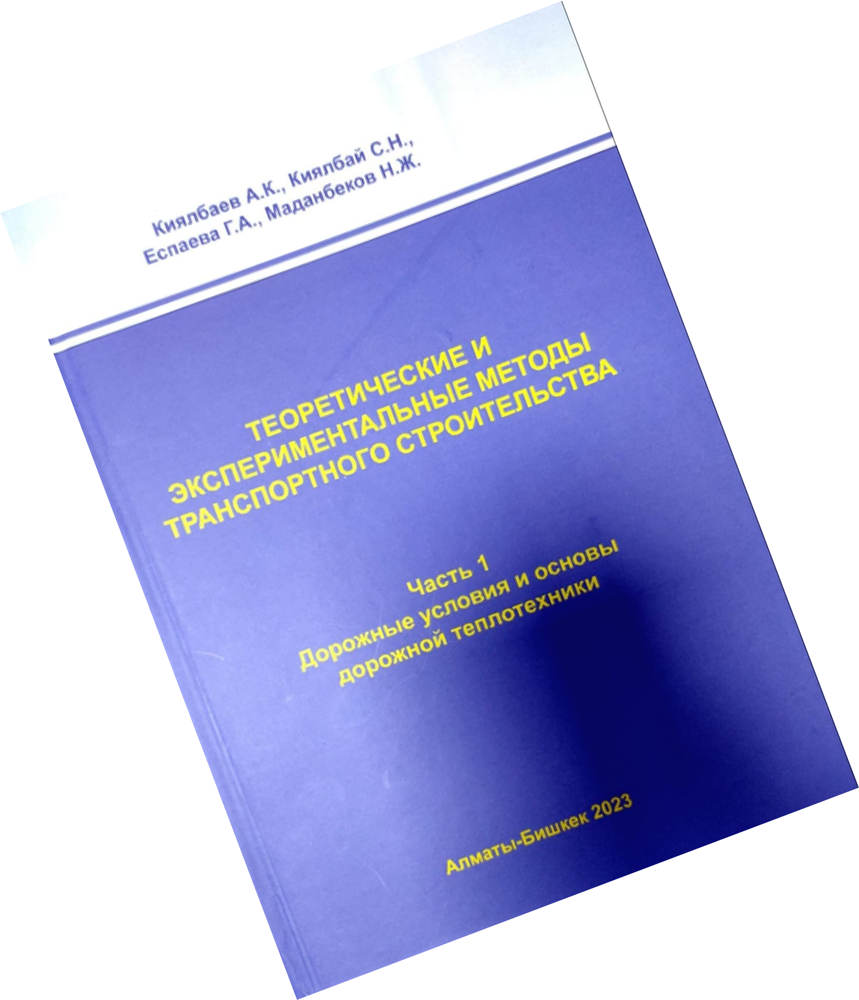 Киялбаев А.К., Киялбай С.Н.,
Еспаева Г.А., Маданбеков Н.Ж.
ТЕОРЕТИЧЕСКИЕ И
ЭКСПЕРИМЕНТАЛЬНЫЕ МЕТОДЫ
ТРАНСПОРТНОГО СТРОИТЕЛЬСТВА
Часть 1
Дорожные условия и основы
дорожной теплотехники
Алматы-Бишкек 2023